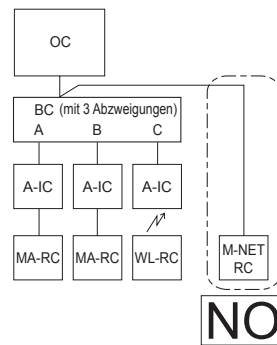 OC
BC (mit 3 Abzweigungen)
A B C
A-IC A-IC A-IC
MA-RC MA-RC WL-RC
M-NET
RC
NO